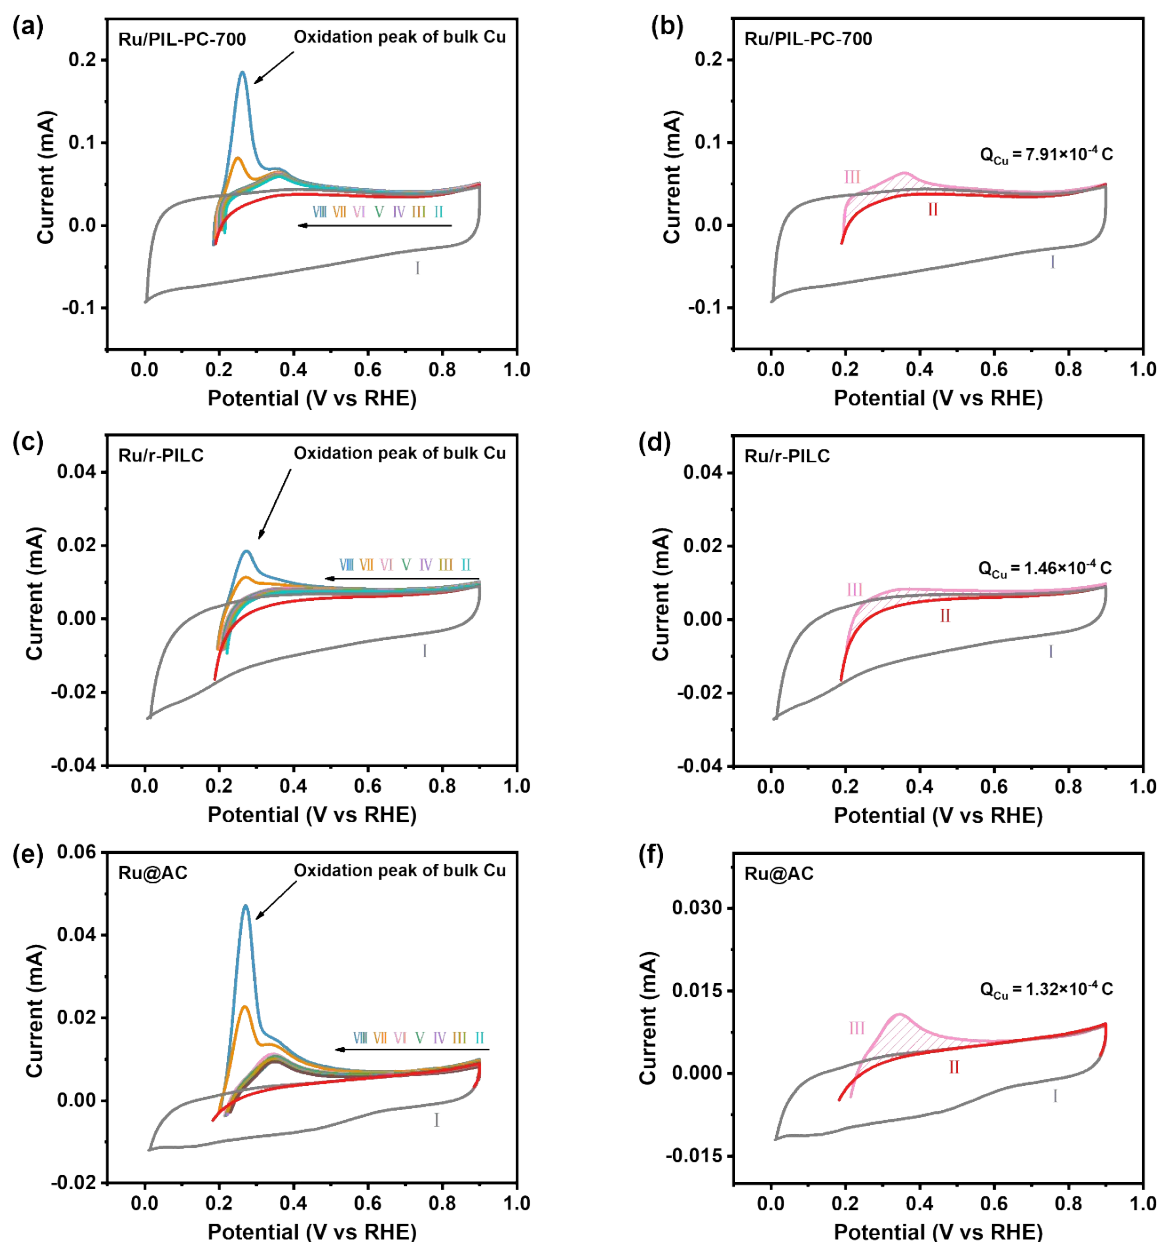 (a)
Ru/PIL-PC-700
Oxidation peak of bulk Cu
0.2
0.1
0.0
-0.1
Current (mA)
Ⅷ Ⅶ Ⅵ Ⅴ Ⅳ Ⅲ Ⅱ
Ⅰ
0.0 0.2 0.4 0.6 0.8 1.0
Potential (V vs RHE)
(b)
Ru/PIL-PC-700
0.2
0.1
0.0
-0.1
Current (mA)
Q_Cu = 7.91×10⁻⁴ C
Ⅲ
Ⅱ
Ⅰ
0.0 0.2 0.4 0.6 0.8 1.0
Potential (V vs RHE)
(c)
Ru/r-PILC
Oxidation peak of bulk Cu
0.04
0.02
0.00
-0.02
-0.04
Current (mA)
Ⅷ Ⅶ Ⅵ Ⅴ Ⅳ Ⅲ Ⅱ
Ⅰ
0.0 0.2 0.4 0.6 0.8 1.0
Potential (V vs RHE)
(d)
Ru/r-PILC
0.04
0.02
0.00
-0.02
-0.04
Current (mA)
Q_Cu = 1.46×10⁻⁴ C
Ⅲ
Ⅱ
Ⅰ
0.0 0.2 0.4 0.6 0.8 1.0
Potential (V vs RHE)
(e)
Ru@AC
Oxidation peak of bulk Cu
0.06
0.04
0.02
0.00
-0.02
Current (mA)
Ⅷ Ⅶ Ⅵ Ⅴ Ⅳ Ⅲ Ⅱ
Ⅰ
0.0 0.2 0.4 0.6 0.8 1.0
Potential (V vs RHE)
(f)
Ru@AC
0.030
0.015
0.000
-0.015
Current (mA)
Q_Cu = 1.32×10⁻⁴ C
Ⅲ
Ⅱ
Ⅰ
0.0 0.2 0.4 0.6 0.8 1.0
Potential (V vs RHE)